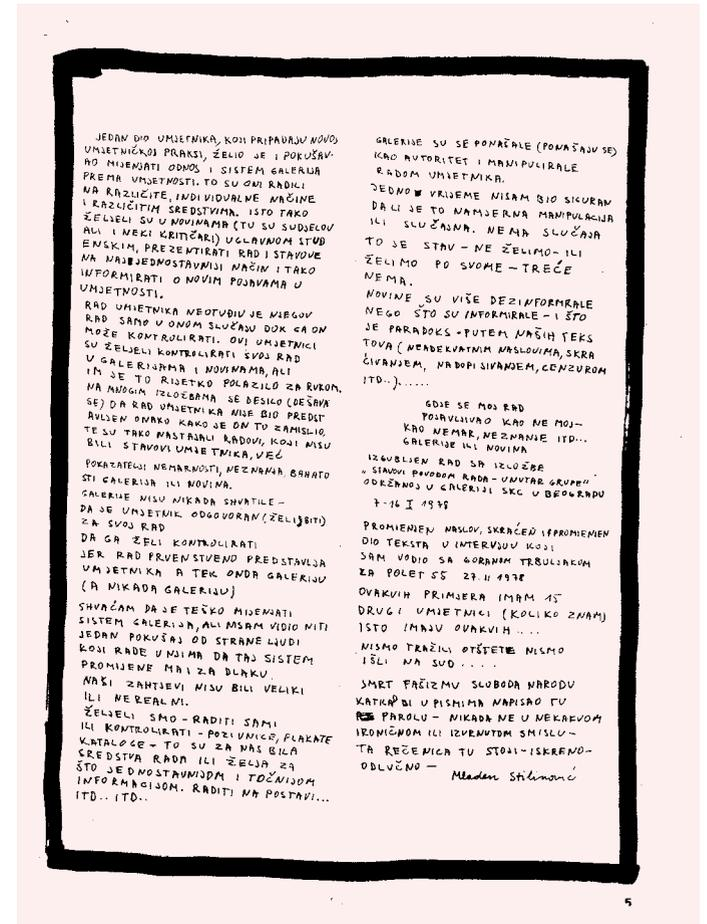 JEDAN DIO UMJETNIKA, KOJI PRIPADAJU NOVOJ
UMJETNIČKOJ PRAKSI, ŽELIO JE I POKUŠAV-
AO MIJENJATI ODNOS I SISTEM GALERIJA
PREMA UMJETNOSTI. TO SU ONI RADILI
NA RAZLIČITE, INDIVIDUALNE NAČINE
I RAZLIČITIM SREDSTVIMA. ISTO TAKO
ŽELJELI SU U NOVINAMA (TU SU SUDJELOV
ALI I NEKI KRITIČARI) UGLAVNOM STUD
ENSKIM, PREZENTIRATI RAD I STAVOVE
NA NAJJEDNOSTAVNIJI NAČIN I TAKO
INFORMIRATI O NOVIM POJAVAMA U
UMJETNOSTI.
RAD UMJETNIKA NEOTUĐIV JE NJEGOV
RAD SAMO U ONOM SLUČAJU DOK GA ON
MOŽE KONTROLIRATI. OVI UMJETNICI
SU ŽELJELI KONTROLIRATI SVOJ RAD
U GALERIJAMA I NOVINAMA, ALI
IM JE TO RIJETKO POLAZILO ZA RUKOM.
NA MNOGIM IZLOŽBAMA SE DESILO (DEŠAVA
SE) DA RAD UMJETNIKA NIJE BIO PREDST
AVLJEN ONAKO KAKO JE ON TO ZAMISLIO,
TE SU TAKO NASTAJALI RADOVI, KOJI NISU
BILI STAVOVI UMJETNIKA, VEĆ
POKAZATELJI NEMARNOSTI, NEZNANJA, BAHATO
STI GALERIJA ILI NOVINA.
GALERIJE NISU NIKADA SHVATILE -
DA JE UMJETNIK ODGOVORAN (ŽELI BITI)
ZA SVOJ RAD
DA GA ŽELI KONTROLIRATI
JER RAD PRVENSTVENO PREDSTAVLJA
UMJETNIKA A TEK ONDA GALERIJU
(A NIKADA GALERIJU)
SHVAĆAM DA JE TEŠKO MIJENJATI
SISTEM GALERIJA, ALI NISAM VIDIO NITI
JEDAN POKUŠAJ OD STRANE LJUDI
KOJI RADE U NJIMA DA TAJ SISTEM
PROMIJENE MA I ZA DLAKU.
NAŠI ZAHTJEVI NISU BILI VELIKI
ILI NEREALNI.
ŽELJELI SMO - RADITI SAMI
ILI KONTROLIRATI - POZIVNICE, PLAKATE
KATALOGE - TO SU ZA NAS BILA
SREDSTVA RADA ILI ŽELJA ZA
ŠTO JEDNOSTAVNIJOM I TOČNIJOM
INFORMACIJOM. RADITI NA POSTAVI...
ITD.. ITD..
GALERIJE SU SE PONAŠALE (PONAŠAJU SE)
KAO AUTORITET I MANIPULIRALE
RADOM UMJETNIKA.
JEDNO VRIJEME NISAM BIO SIGURAN
DA LI JE TO NAMJERNA MANIPULACIJA
ILI SLUČAJNA. NEMA SLUČAJA
TO JE STAV - NE ŽELIMO - ILI
ŽELIMO PO SVOME - TREĆE
NEMA.
NOVINE SU VIŠE DEZINFORMIRALE
NEGO ŠTO SU INFORMIRALE - I ŠTO
JE PARADOKS - PUTEM NAŠIH TEKS
TOVA (NEADEKVATNIM NASLOVIMA, SKRA
ĆIVANJEM, NADOPISIVANJEM, CENZUROM
ITD..)......
GDJE SE MOJ RAD
POJAVLJIVAO KAO NE MOJ-
KAO NEMAR, NEZNANJE ITD...
GALERIJE ILI NOVINA
IZGUBLJEN RAD SA IZLOŽBE
„STAVOVI POVODOM RADA - UNUTAR GRUPE"
ODRŽANOJ U GALERIJI SKC U BEOGRADU
7-16 I 1978
PROMIENJEN NASLOV, SKRAĆEN I PROMIENJEN
DIO TEKSTA U INTERVJUU KOJI
SAM VODIO SA GORANOM TRBULJAKOM
ZA POLET 55 27.II 1978
OVAKVIH PRIMJERA IMAM 15
DRUGI UMJETNICI (KOLIKO ZNAM)
ISTO IMAJU OVAKVIH....
NISMO TRAŽILI OTŠTETE NISMO
IŠLI NA SUD....
SMRT FAŠIZMU SLOBODA NARODU
KATKAD BI U PISMIMA NAPISAO TU
PAROLU - NIKADA NE U NEKAKVOM
IRONIČNOM ILI IZVRNUTOM SMISLU -
TA REČENICA TU STOJI - ISKRENO -
ODLUČNO -
Mladen Stilinović
5